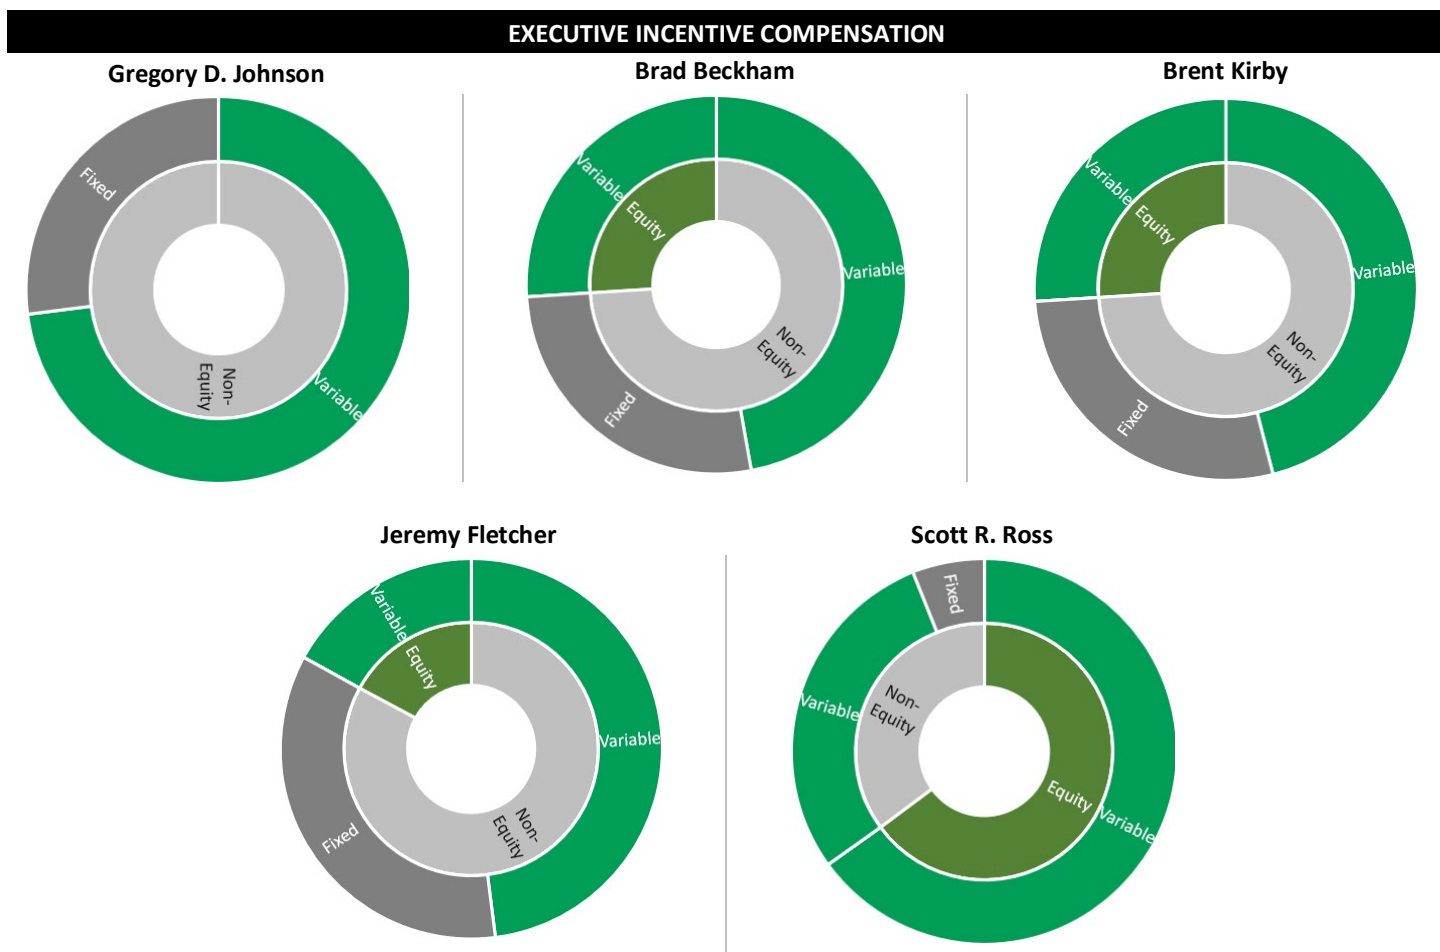 EXECUTIVE INCENTIVE COMPENSATION
Gregory D. Johnson
Fixed
Variable
Non-
Equity
Brad Beckham
Variable
Equity
Variable
Non-
Equity
Fixed
Brent Kirby
Variable
Equity
Variable
Non-
Equity
Fixed
Jeremy Fletcher
Variable
Equity
Variable
Non-
Equity
Fixed
Scott R. Ross
Fixed
Variable
Non-
Equity
Equity
Variable